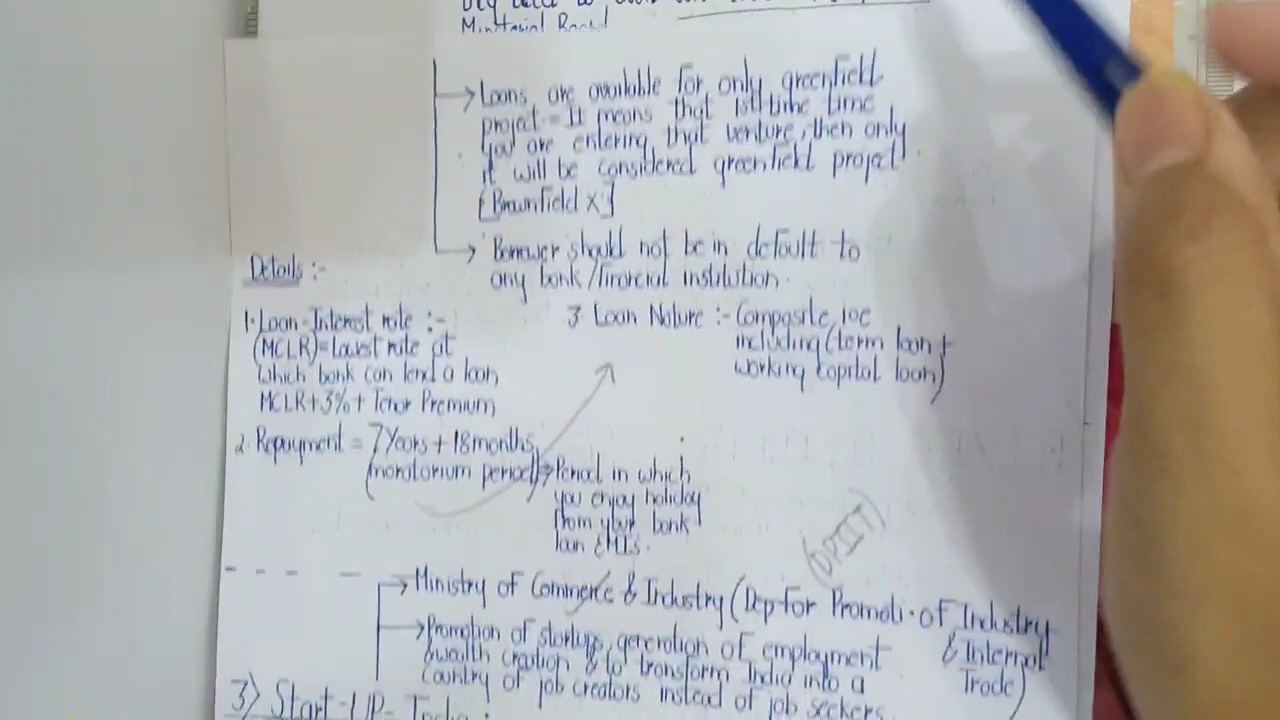 Ministerial Board
→ Loans are available for only greenfield
project = It means that 1st time time
you are entering that venture, then only
it will be considered greenfield project.
[Brownfield X]
→ Borrower should not be in default to
any bank/financial institution.
Details :-
1. Loan-Interest rate :-
(MCLR) = Lowest rate at
which bank can lend a loan
MCLR + 3% + Tenor Premium
2. Repayment = 7 Years + 18 months
(moratorium period) → Period in which
you enjoy holiday
from your bank
loan EMIs.
3. Loan Nature :- Composite, ioe
including (term loan +
working capital loan)
(DPIIT)
→ Ministry of Commerce & Industry (Dep for Promoti. of Industry
& Internal
Trade)
→ Promotion of startups, generation of employment
& wealth creation & to transform India into a
country of job creators instead of job seekers.
3) Start-UP- India :